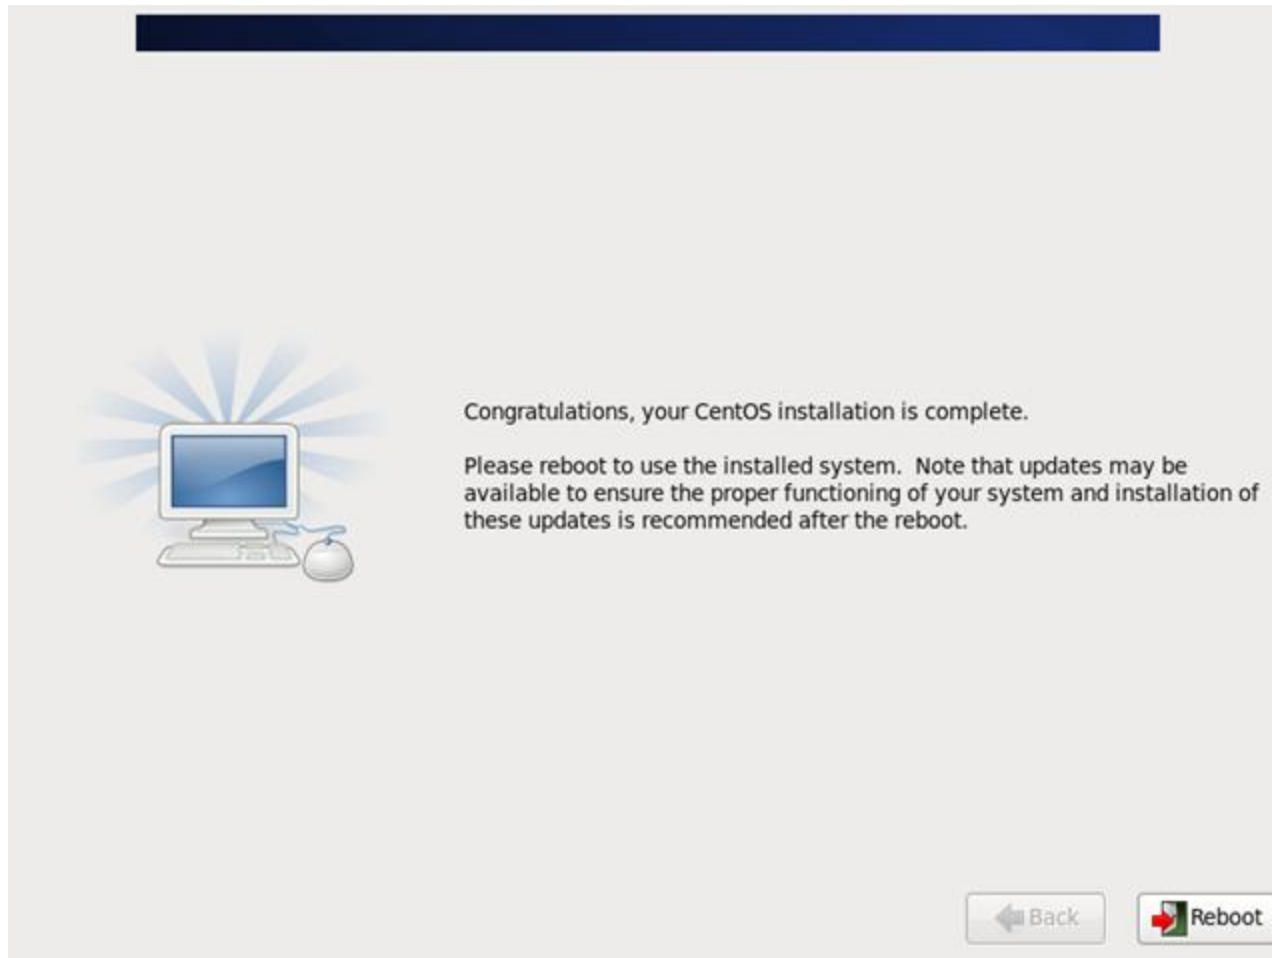 Congratulations, your CentOS installation is complete.
Please reboot to use the installed system.  Note that updates may be
available to ensure the proper functioning of your system and installation of
these updates is recommended after the reboot.
Back
Reboot